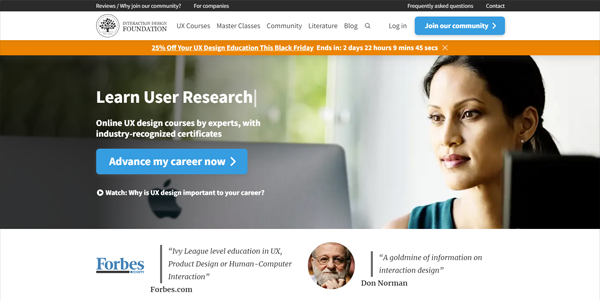 Reviews / Why join our community?
For companies
Frequently asked questions
Contact
INTERACTION DESIGN
FOUNDATION
UX Courses
Master Classes
Community
Literature
Blog
Log in
Join our community
25% Off Your UX Design Education This Black Friday Ends in: 2 days 22 hours 9 mins 45 secs
Learn User Research
Online UX design courses by experts, with
industry-recognized certificates
Advance my career now
Watch: Why is UX design important to your career?
Forbes
“Ivy League level education in UX,
Product Design or Human-Computer
Interaction”
Forbes.com
“A goldmine of information on
interaction design”
Don Norman